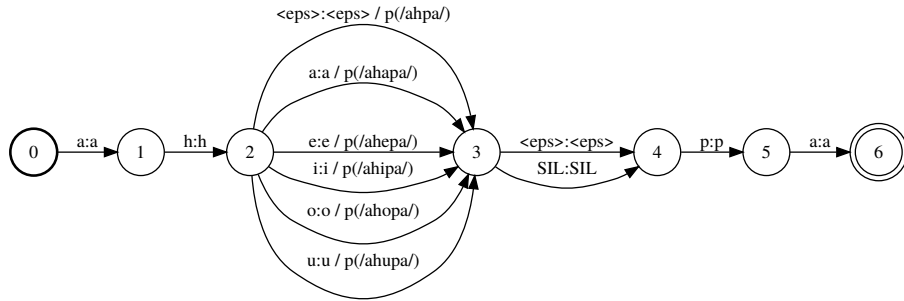 <eps>:<eps> / p(/ahpa/)
a:a / p(/ahapa/)
0 a:a 1 h:h 2 e:e / p(/ahepa/) 3 <eps>:<eps> 4 p:p 5 a:a 6
i:i / p(/ahipa/) SIL:SIL
o:o / p(/ahopa/)
u:u / p(/ahupa/)